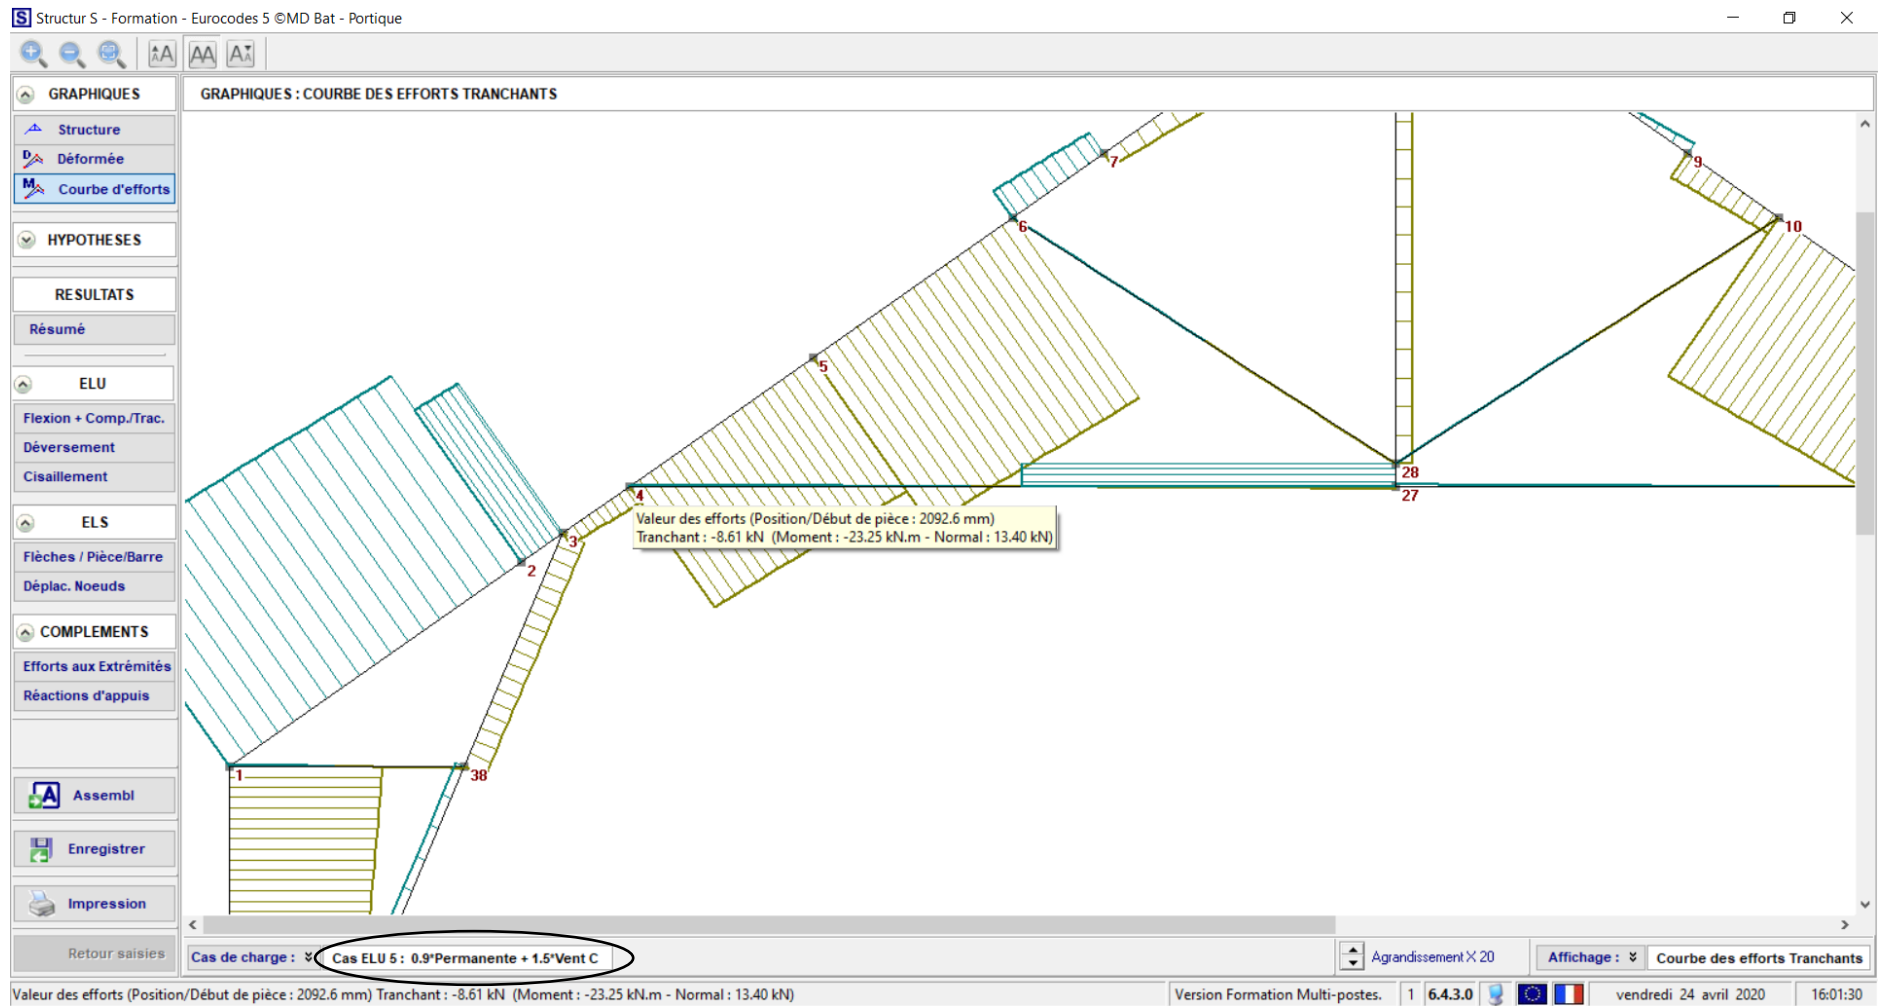 Structur S - Formation - Eurocodes 5 ©MD Bat - Portique
AA AA AA
GRAPHIQUES
GRAPHIQUES : COURBE DES EFFORTS TRANCHANTS
Structure
D Déformée
M Courbe d'efforts
HYPOTHESES
RESULTATS
Résumé
ELU
Flexion + Comp./Trac.
Déversement
Cisaillement
ELS
Flèches / Pièce/Barre
Déplac. Noeuds
COMPLEMENTS
Efforts aux Extrémités
Réactions d'appuis
A Assembl
Enregistrer
Impression
Retour saisies
7
9
6
10
5
28
4
27
Valeur des efforts (Position/Début de pièce : 2092.6 mm)
Tranchant : -8.61 kN (Moment : -23.25 kN.m - Normal : 13.40 kN)
3
2
1
38
Cas de charge : Cas ELU 5 : 0.9*Permanente + 1.5*Vent C
Agrandissement X 20
Affichage : Courbe des efforts Tranchants
Valeur des efforts (Position/Début de pièce : 2092.6 mm) Tranchant : -8.61 kN (Moment : -23.25 kN.m - Normal : 13.40 kN)
Version Formation Multi-postes. 1 6.4.3.0 vendredi 24 avril 2020 16:01:30